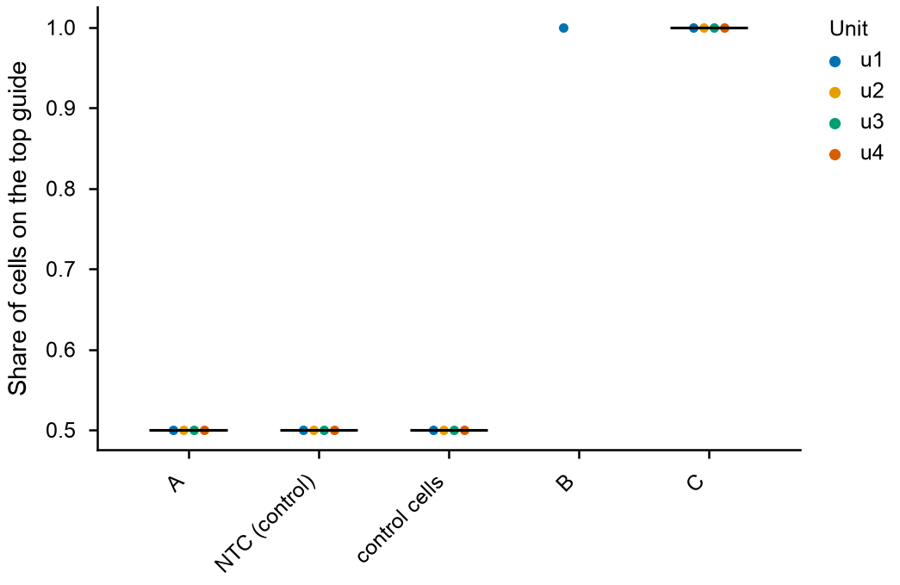 Share of cells on the top guide
1.0
0.9
0.8
0.7
0.6
0.5
A
NTC (control)
control cells
B
C
Unit
u1
u2
u3
u4